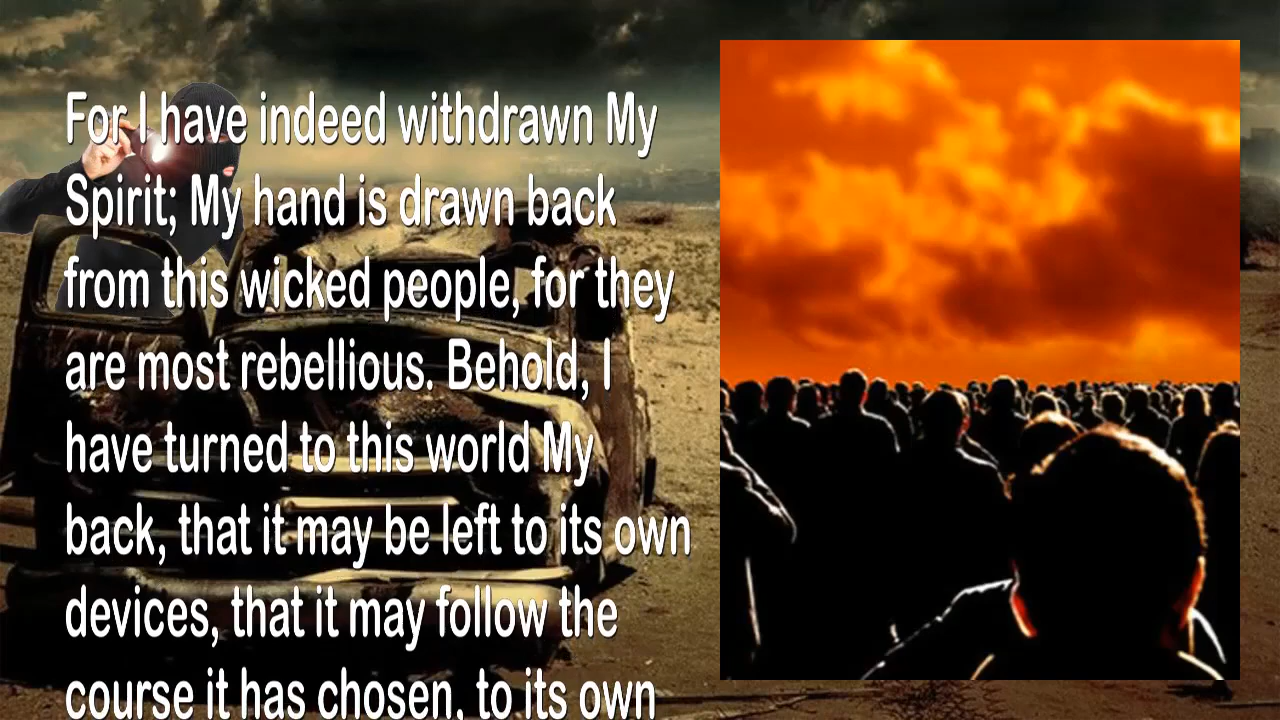 For I have indeed withdrawn My
Spirit; My hand is drawn back
from this wicked people, for they
are most rebellious. Behold, I
have turned to this world My
back, that it may be left to its own
devices, that it may follow the
course it has chosen, to its own